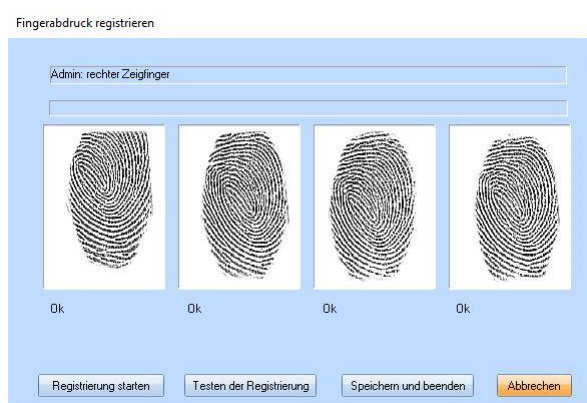 Fingerabdruck registrieren
Admin: rechter Zeigfinger
Ok Ok Ok Ok
Registrierung starten Testen der Registrierung Speichern und beenden Abbrechen